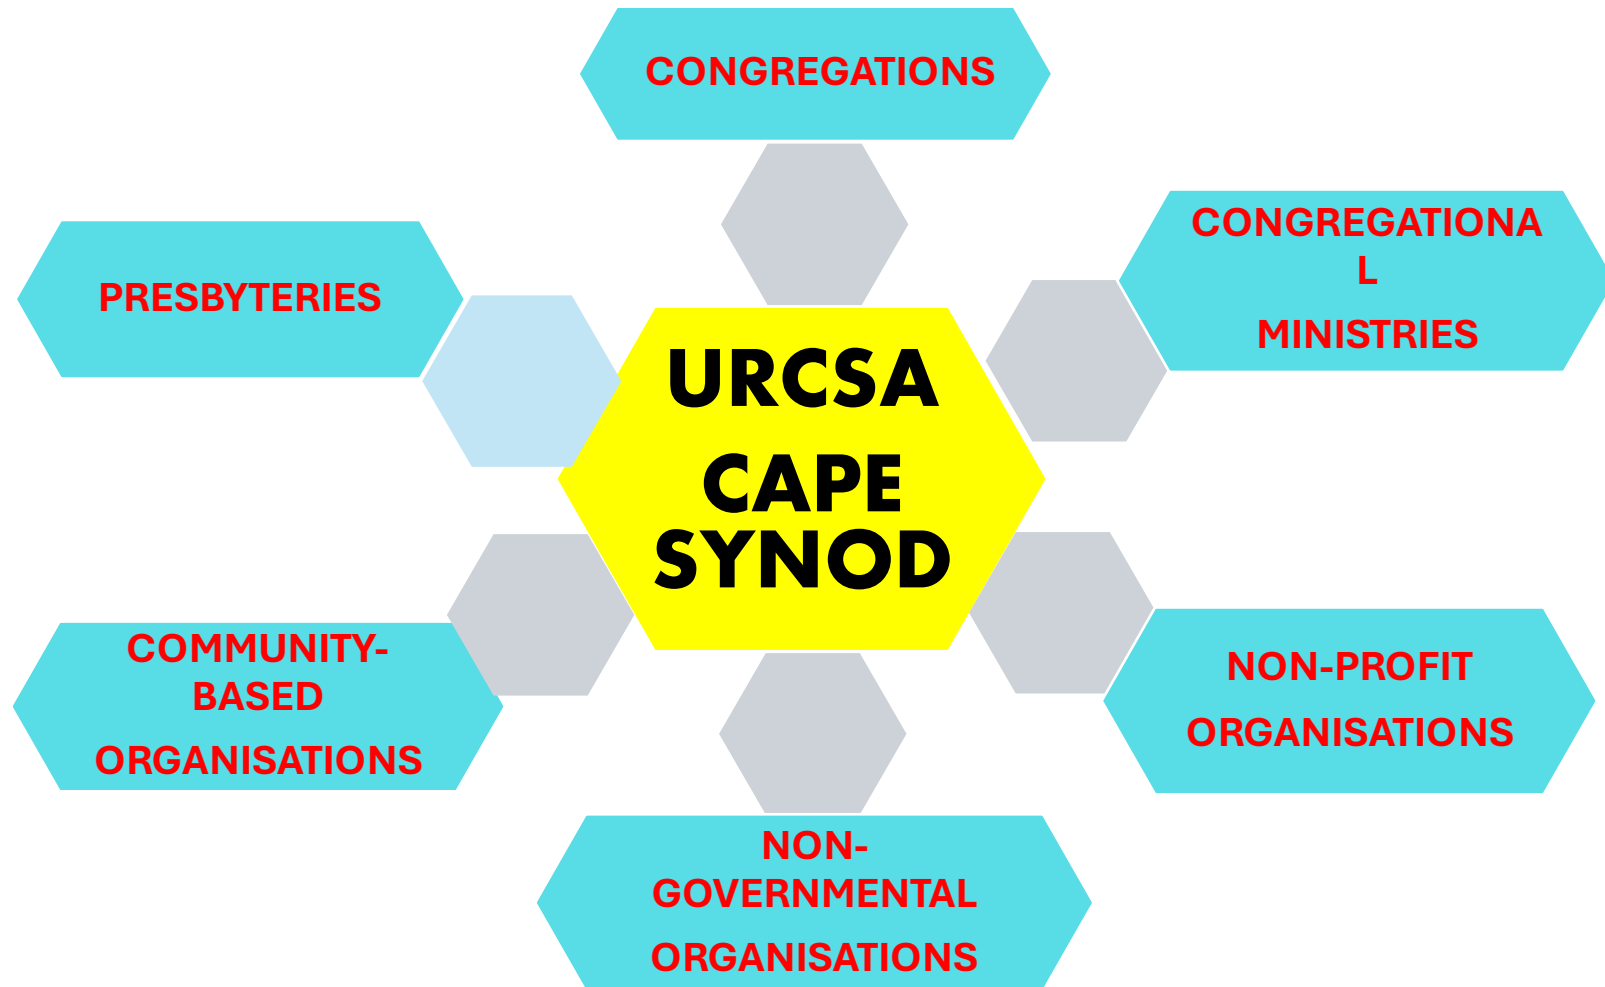 CONGREGATIONS
CONGREGATIONA
L
MINISTRIES
PRESBYTERIES
URCSA
CAPE
SYNOD
COMMUNITY-
BASED
ORGANISATIONS
NON-PROFIT
ORGANISATIONS
NON-
GOVERNMENTAL
ORGANISATIONS